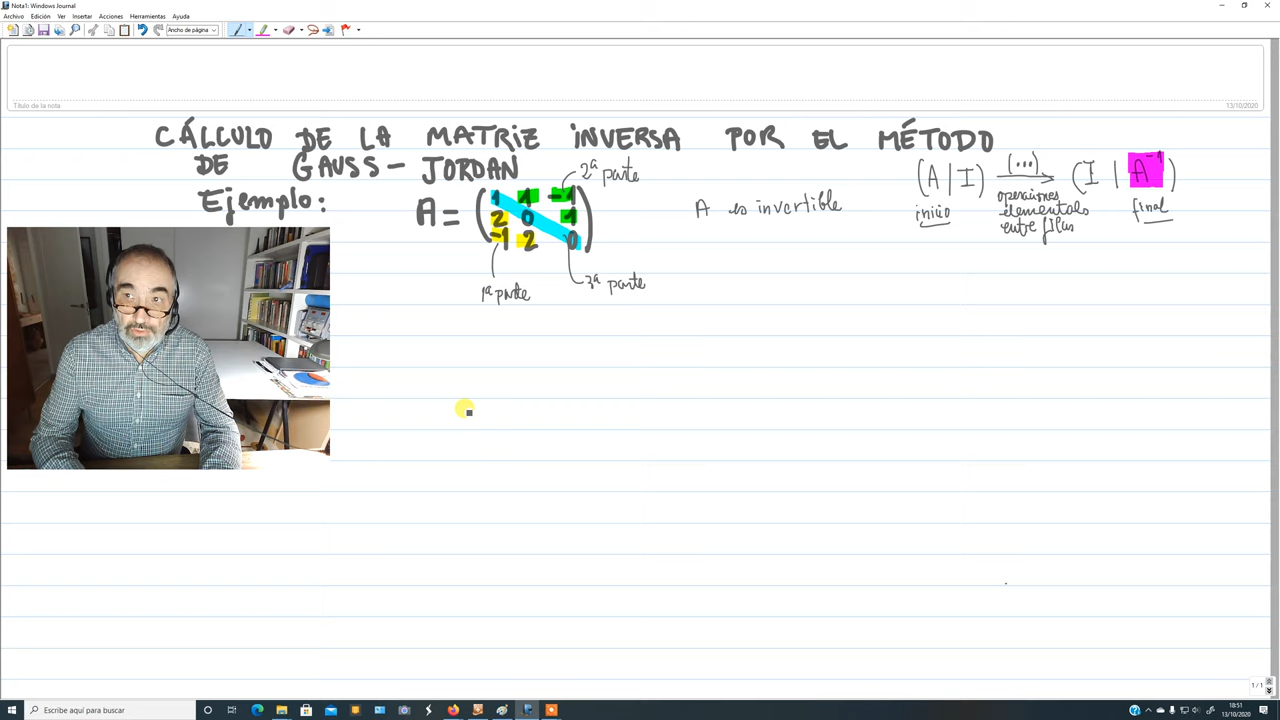 Nota1: Windows Journal
Archivo Edición Ver Insertar Acciones Herramientas Ayuda
Ancho de página
Título de la nota
13/10/2020
CÁLCULO DE LA MATRIZ INVERSA POR EL MÉTODO
DE GAUSS-JORDAN
Ejemplo:
2ª parte
A = ( 1 1 -1
2 0 1
-1 2 0 )
1ª parte
3ª parte
A es invertible
(A | I) (...) (I | A⁻¹)
inicio
operaciones
elementales
entre filas
final
1 / 1
Escribe aquí para buscar
18:51
13/10/2020